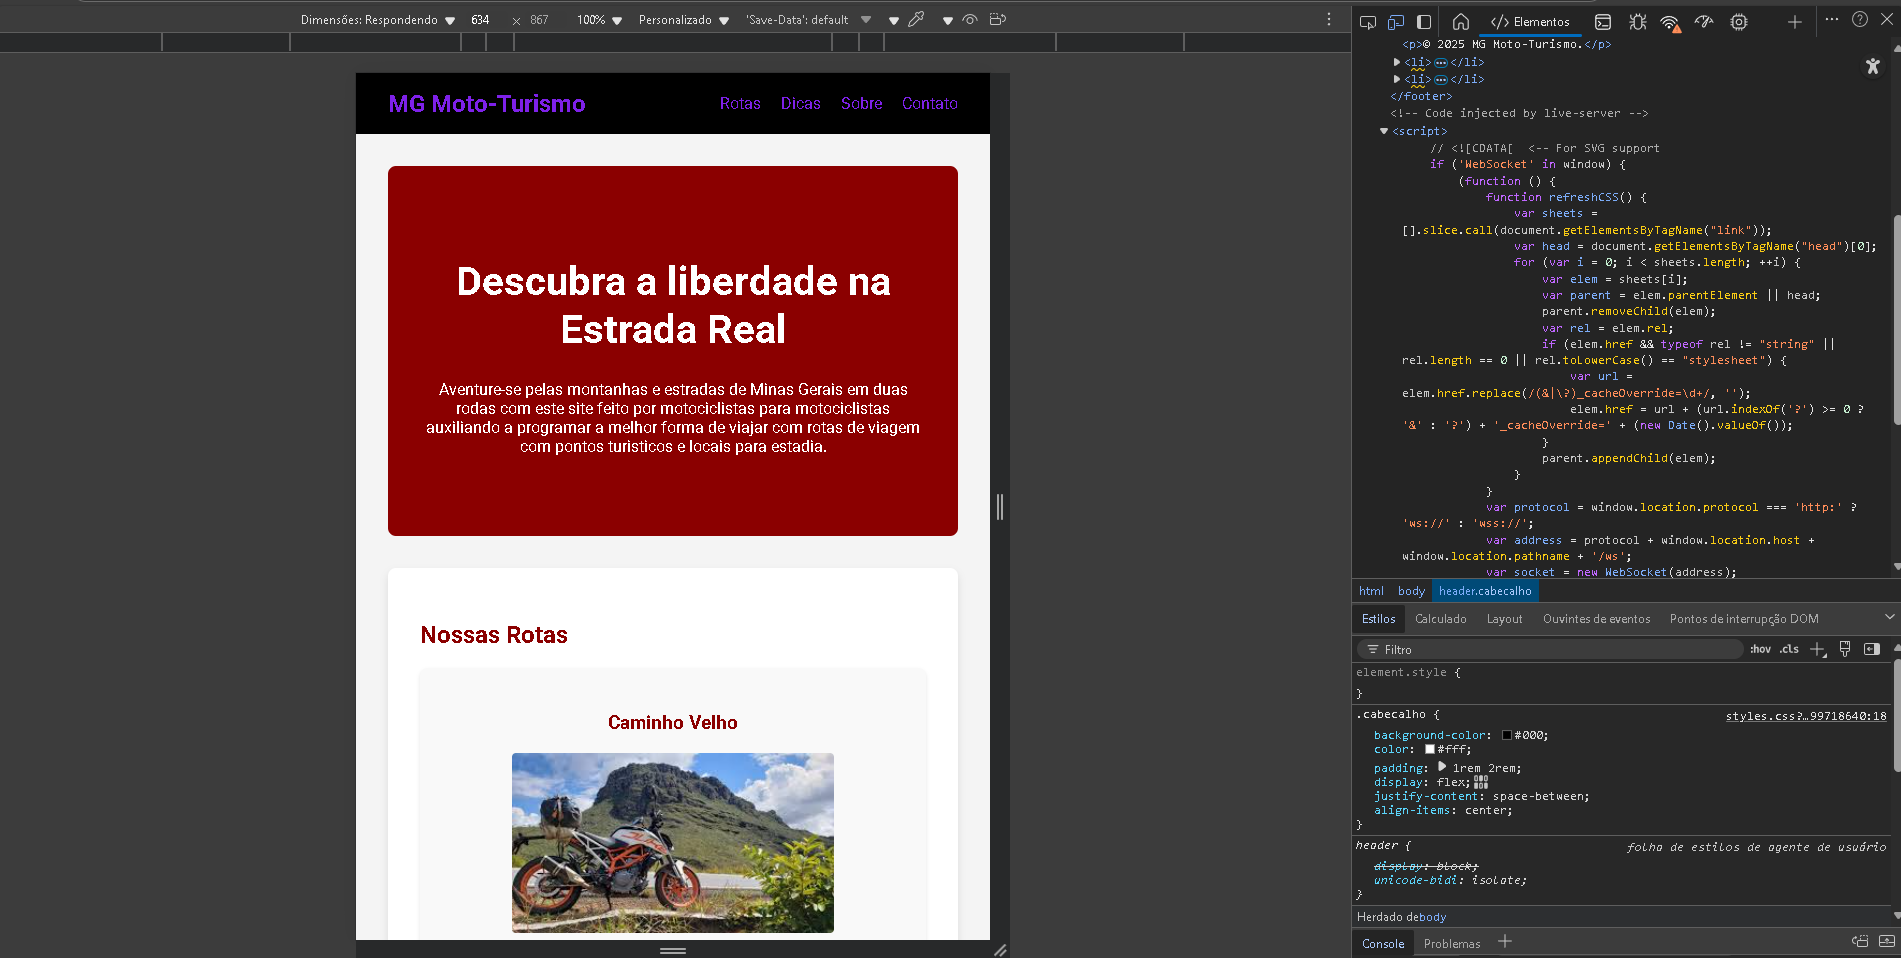 Dimensões: Respondendo 634 × 867 100% Personalizado 'Save-Data': default
MG Moto-Turismo
Rotas Dicas Sobre Contato
Descubra a liberdade na
Estrada Real
Aventure-se pelas montanhas e estradas de Minas Gerais em duas
rodas com este site feito por motociclistas para motociclistas
auxiliando a programar a melhor forma de viajar com rotas de viagem
com pontos turisticos e locais para estadia.
Nossas Rotas
Caminho Velho
Elementos
<p>© 2025 MG Moto-Turismo.</p>
<li>…</li>
<li>…</li>
</footer>
<!-- Code injected by live-server -->
<script>
// <![CDATA[  <-- For SVG support
if ('WebSocket' in window) {
(function () {
function refreshCSS() {
var sheets =
[].slice.call(document.getElementsByTagName("link"));
var head = document.getElementsByTagName("head")[0];
for (var i = 0; i < sheets.length; ++i) {
var elem = sheets[i];
var parent = elem.parentElement || head;
parent.removeChild(elem);
var rel = elem.rel;
if (elem.href && typeof rel != "string" ||
rel.length == 0 || rel.toLowerCase() == "stylesheet") {
var url =
elem.href.replace(/(&|\?)_cacheOverride=\d+/, '');
elem.href = url + (url.indexOf('?') >= 0 ?
'&' : '?') + '_cacheOverride=' + (new Date().valueOf());
}
parent.appendChild(elem);
}
}
var protocol = window.location.protocol === 'http:' ?
'ws://' : 'wss://';
var address = protocol + window.location.host +
window.location.pathname + '/ws';
var socket = new WebSocket(address);
html body header.cabecalho
Estilos Calculado Layout Ouvintes de eventos Pontos de interrupção DOM
Filtro :hov .cls
element.style {
}
.cabecalho { styles.css?…99718640:18
background-color: #000;
color: #fff;
padding: 1rem 2rem;
display: flex;
justify-content: space-between;
align-items: center;
}
header { folha de estilos de agente de usuário
display: block;
unicode-bidi: isolate;
}
Herdado de body
Console Problemas